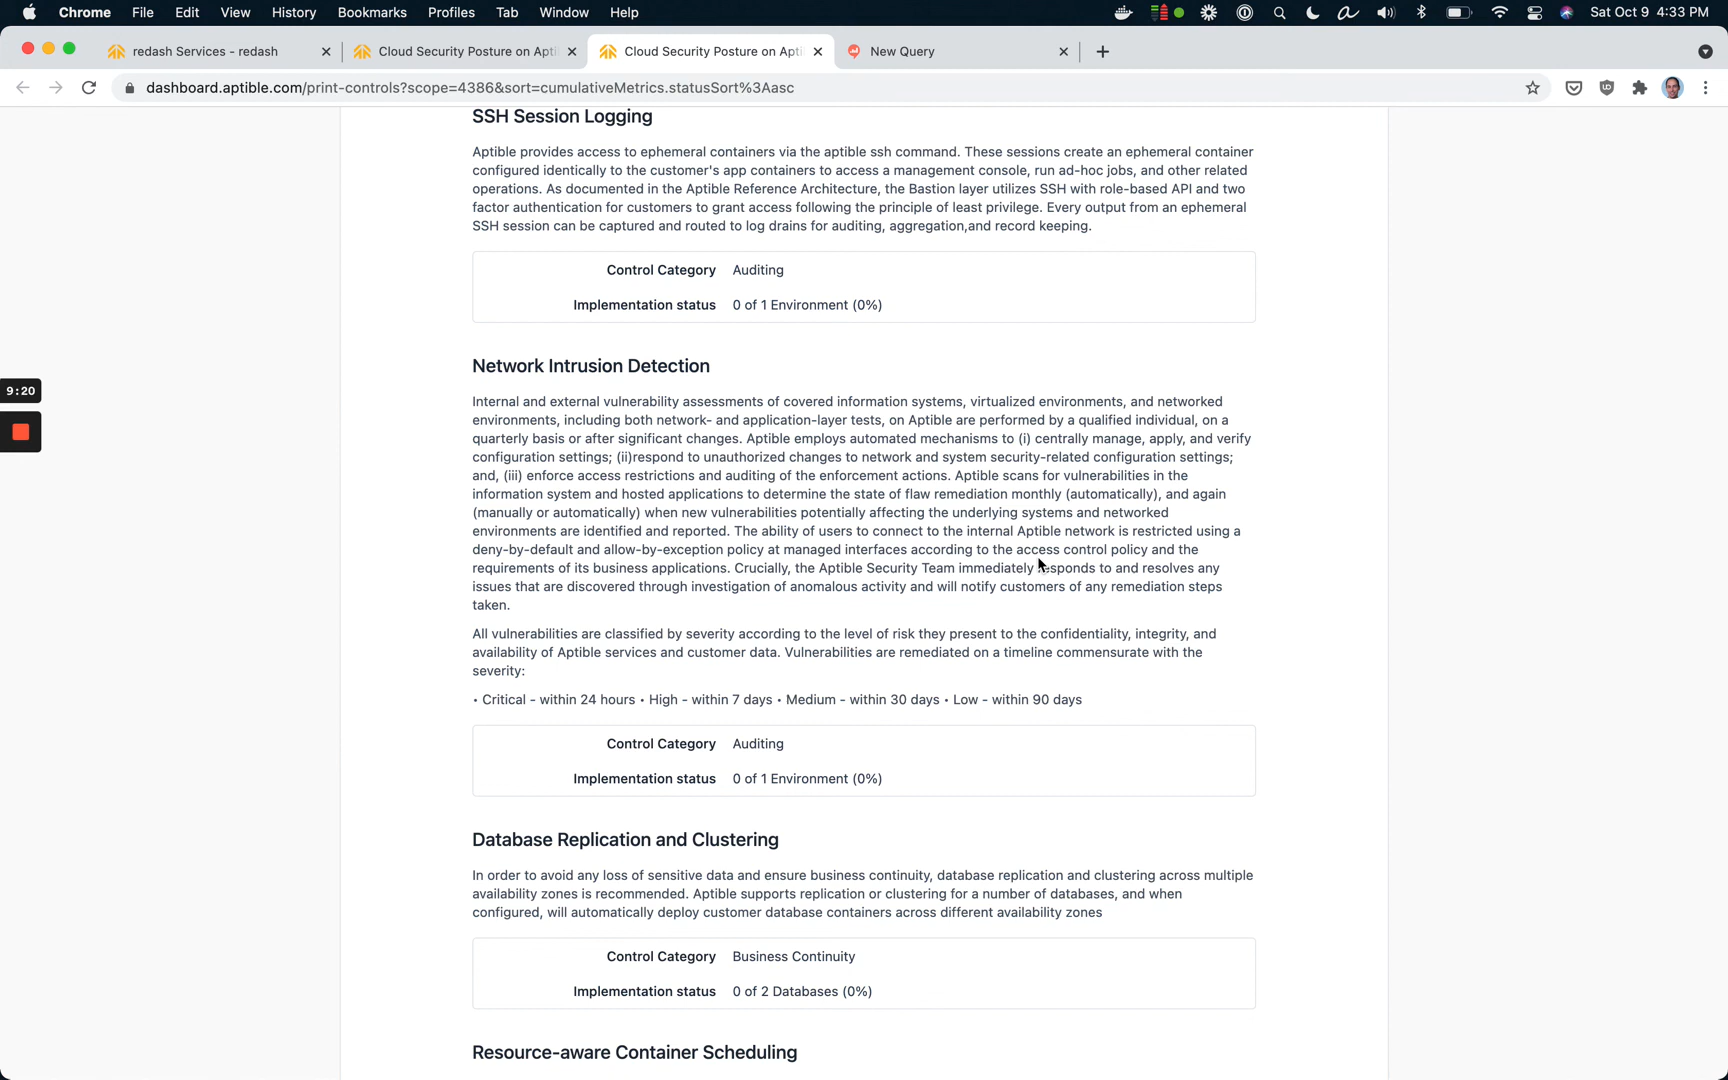 Chrome File Edit View History Bookmarks Profiles Tab Window Help Sat Oct 9 4:33 PM
redash Services - redash Cloud Security Posture on Apti Cloud Security Posture on Apti New Query
dashboard.aptible.com/print-controls?scope=4386&sort=cumulativeMetrics.statusSort%3Aasc
SSH Session Logging
Aptible provides access to ephemeral containers via the aptible ssh command. These sessions create an ephemeral container
configured identically to the customer's app containers to access a management console, run ad-hoc jobs, and other related
operations. As documented in the Aptible Reference Architecture, the Bastion layer utilizes SSH with role-based API and two
factor authentication for customers to grant access following the principle of least privilege. Every output from an ephemeral
SSH session can be captured and routed to log drains for auditing, aggregation,and record keeping.
Control Category Auditing
Implementation status 0 of 1 Environment (0%)
Network Intrusion Detection
9:20
Internal and external vulnerability assessments of covered information systems, virtualized environments, and networked
environments, including both network- and application-layer tests, on Aptible are performed by a qualified individual, on a
quarterly basis or after significant changes. Aptible employs automated mechanisms to (i) centrally manage, apply, and verify
configuration settings; (ii)respond to unauthorized changes to network and system security-related configuration settings;
and, (iii) enforce access restrictions and auditing of the enforcement actions. Aptible scans for vulnerabilities in the
information system and hosted applications to determine the state of flaw remediation monthly (automatically), and again
(manually or automatically) when new vulnerabilities potentially affecting the underlying systems and networked
environments are identified and reported. The ability of users to connect to the internal Aptible network is restricted using a
deny-by-default and allow-by-exception policy at managed interfaces according to the access control policy and the
requirements of its business applications. Crucially, the Aptible Security Team immediately responds to and resolves any
issues that are discovered through investigation of anomalous activity and will notify customers of any remediation steps
taken.
All vulnerabilities are classified by severity according to the level of risk they present to the confidentiality, integrity, and
availability of Aptible services and customer data. Vulnerabilities are remediated on a timeline commensurate with the
severity:
• Critical - within 24 hours • High - within 7 days • Medium - within 30 days • Low - within 90 days
Control Category Auditing
Implementation status 0 of 1 Environment (0%)
Database Replication and Clustering
In order to avoid any loss of sensitive data and ensure business continuity, database replication and clustering across multiple
availability zones is recommended. Aptible supports replication or clustering for a number of databases, and when
configured, will automatically deploy customer database containers across different availability zones
Control Category Business Continuity
Implementation status 0 of 2 Databases (0%)
Resource-aware Container Scheduling